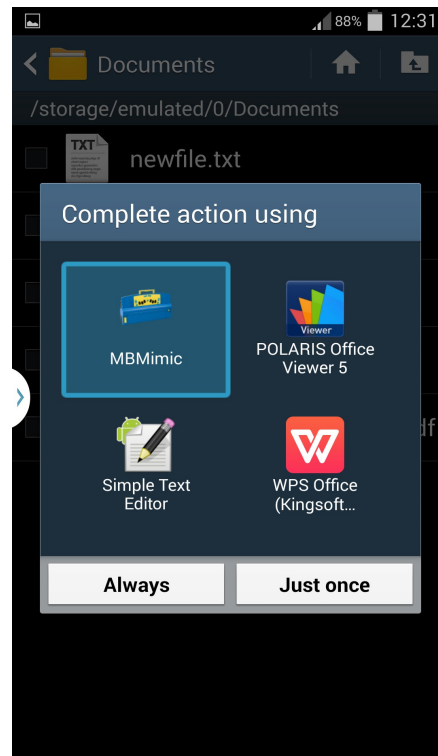 88% 12:31
Documents
/storage/emulated/0/Documents
TXT
newfile.txt
Complete action using
MBMimic
Viewer
POLARIS Office
Viewer 5
Simple Text
Editor
WPS Office
(Kingsoft...
df
Always
Just once